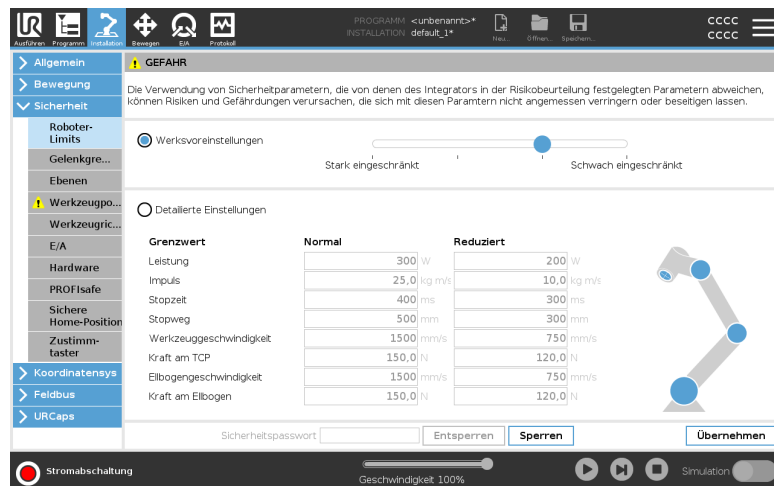 PROGRAMM <unbenannt>*
INSTALLATION default_1*
Ausführen Programm Installation Bewegen E/A Protokoll
Neu... Öffnen... Speichern...
cccc
cccc
Allgemein
Bewegung
Sicherheit
Roboter-
Limits
Gelenkgre...
Ebenen
Werkzeugpo...
Werkzeugric...
E/A
Hardware
PROFIsafe
Sichere
Home-Position
Zustimm-
taster
Koordinatensys
Feldbus
URCaps
GEFAHR
Die Verwendung von Sicherheitparametern, die von denen des Integrators in der Risikobeurteilung festgelegten Parametern abweichen,
können Risiken und Gefährdungen verursachen, die sich mit diesen Paramtern nicht angemessen verringern oder beseitigen lassen.
Werksvoreinstellungen
Stark eingeschränkt Schwach eingeschränkt
Detailierte Einstellungen
Grenzwert Normal Reduziert
Leistung 300 W 200 W
Impuls 25,0 kg m/s 10,0 kg m/s
Stopzeit 400 ms 300 ms
Stopweg 500 mm 300 mm
Werkzeuggeschwindigkeit 1500 mm/s 750 mm/s
Kraft am TCP 150,0 N 120,0 N
Ellbogengeschwindigkeit 1500 mm/s 750 mm/s
Kraft am Ellbogen 150,0 N 120,0 N
Sicherheitspasswort Entsperren Sperren Übernehmen
Stromabschaltung
Geschwindigkeit 100%
Simulation